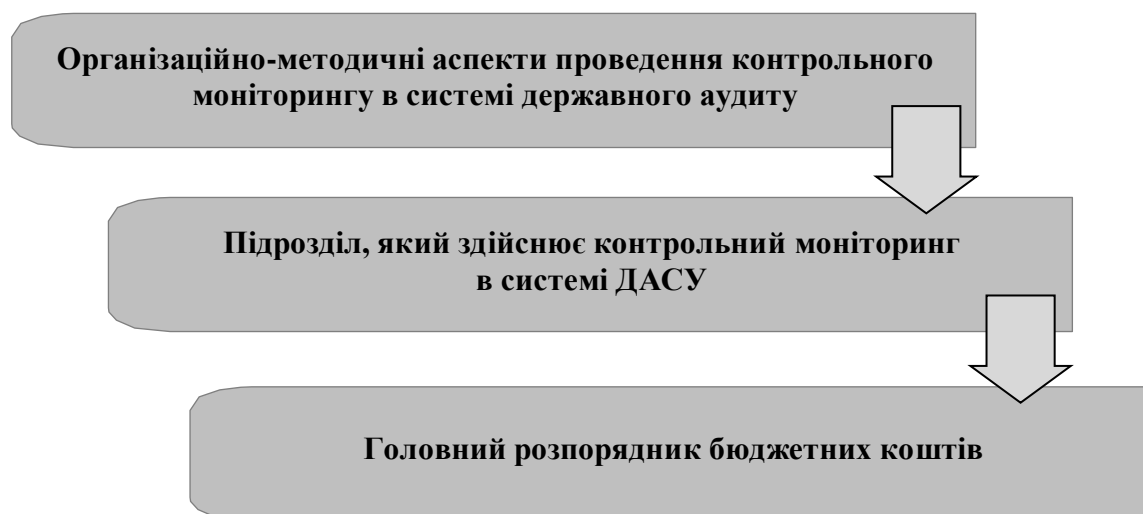 Організаційно-методичні аспекти проведення контрольного
моніторингу в системі державного аудиту
Підрозділ, який здійснює контрольний моніторинг
в системі ДАСУ
Головний розпорядник бюджетних коштів